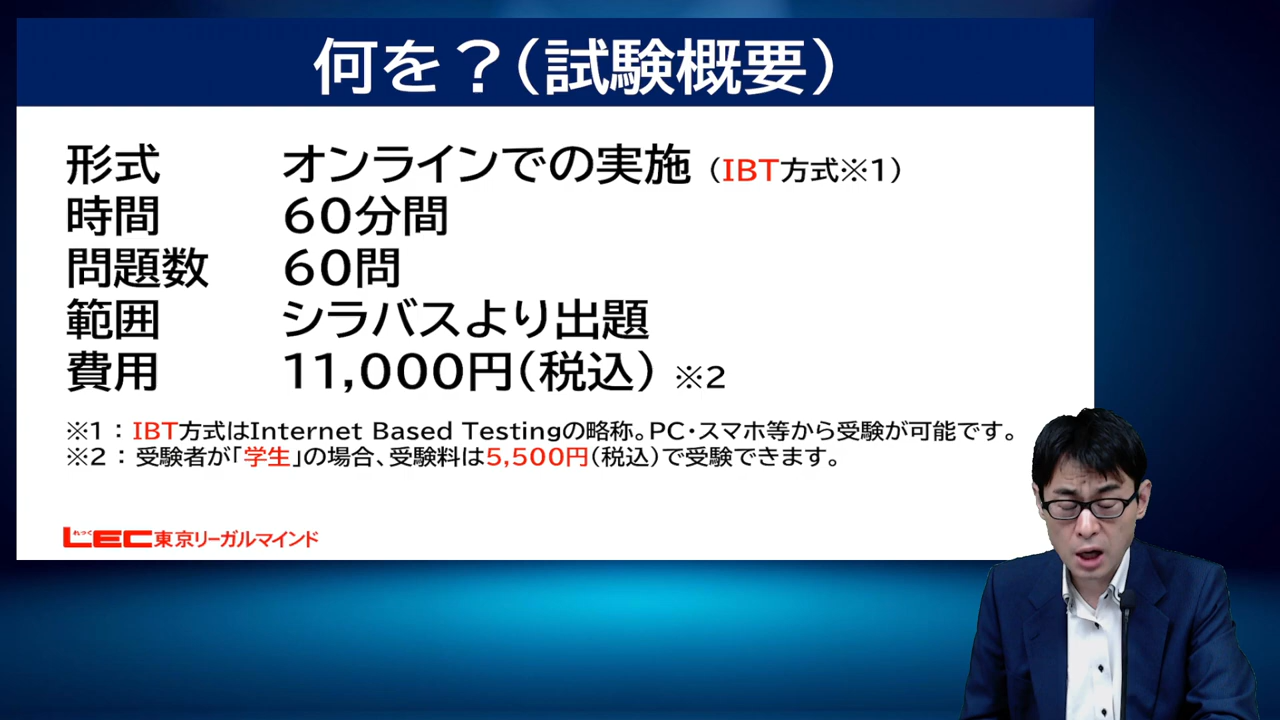 何を？（試験概要）
形式 オンラインでの実施（IBT方式※1）
時間 60分間
問題数 60問
範囲 シラバスより出題
費用 11,000円（税込）※2
※1：IBT方式はInternet Based Testingの略称。PC・スマホ等から受験が可能です。
※2：受験者が「学生」の場合、受験料は5,500円（税込）で受験できます。
れっく
LEC東京リーガルマインド